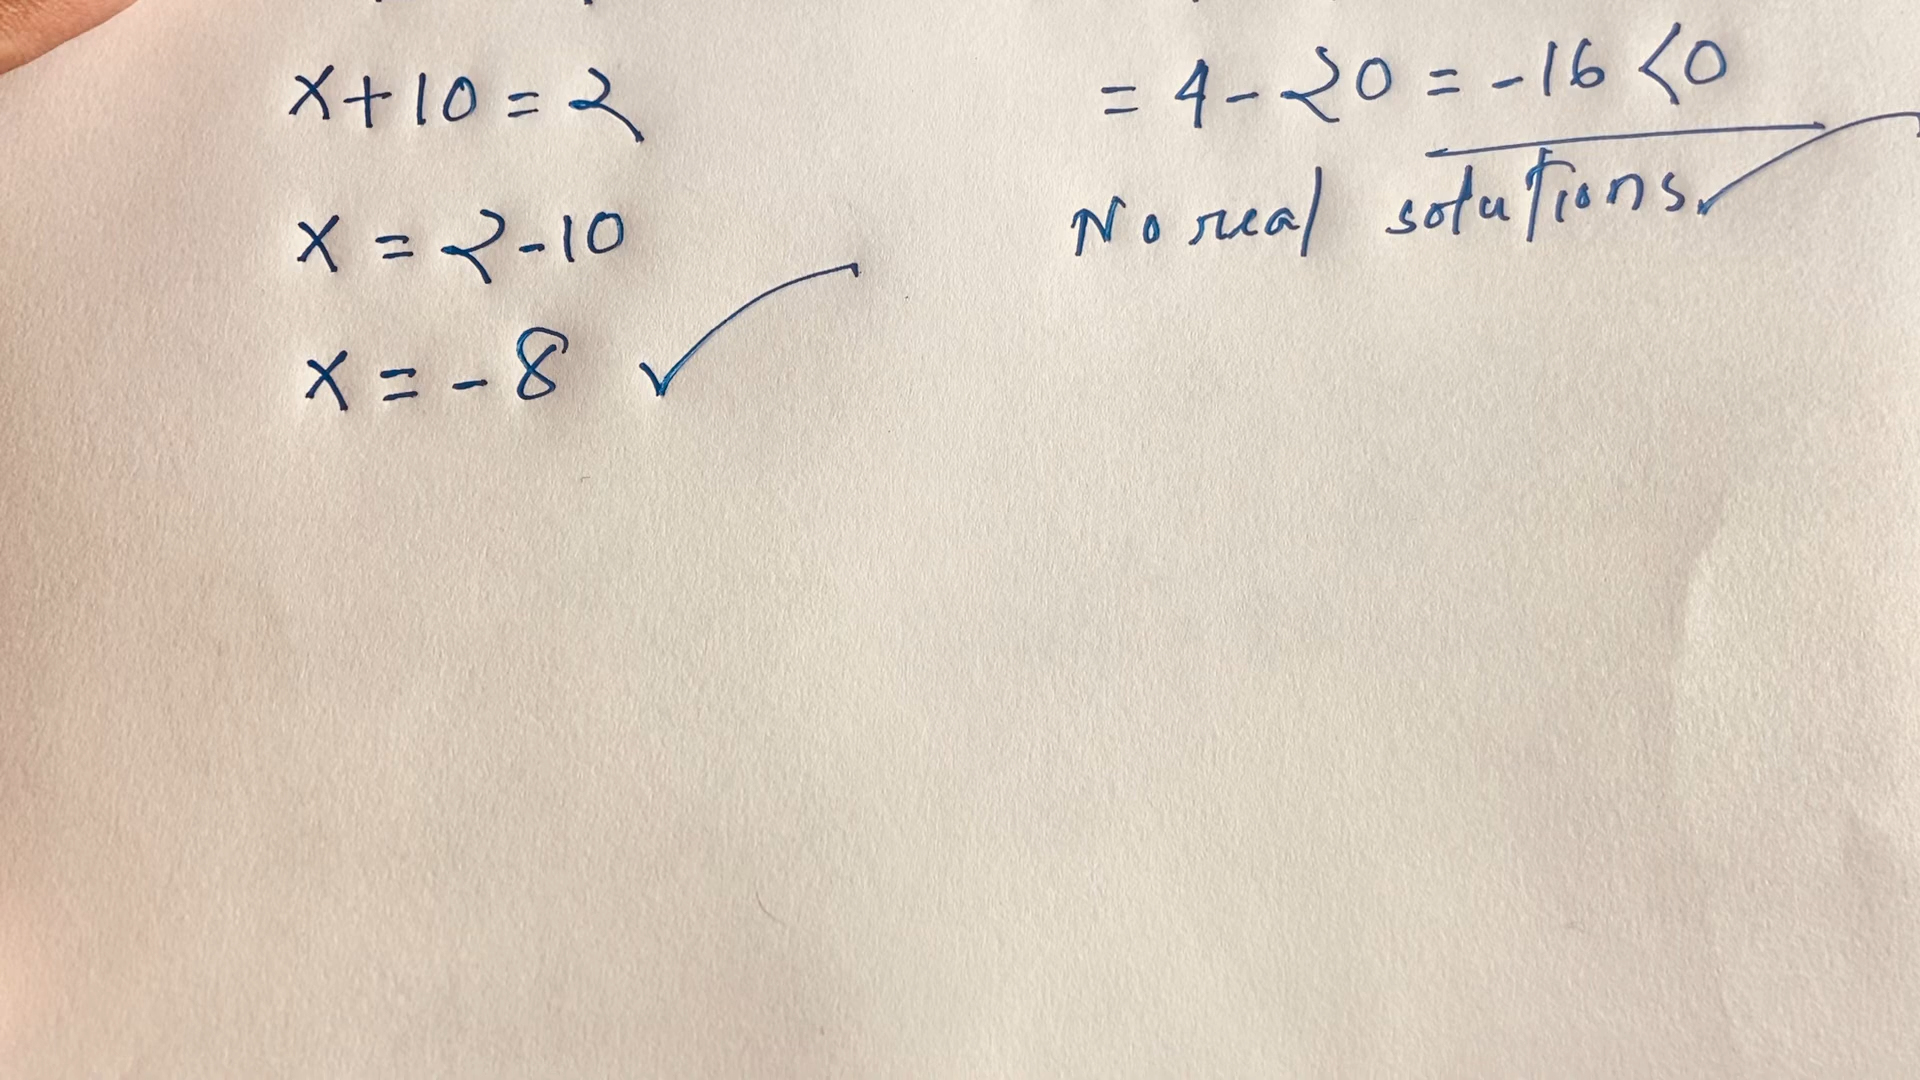 x+10=2
x = 2-10
x = -8 ✓
= 4-20 = -16 <0
No real solutions ✓